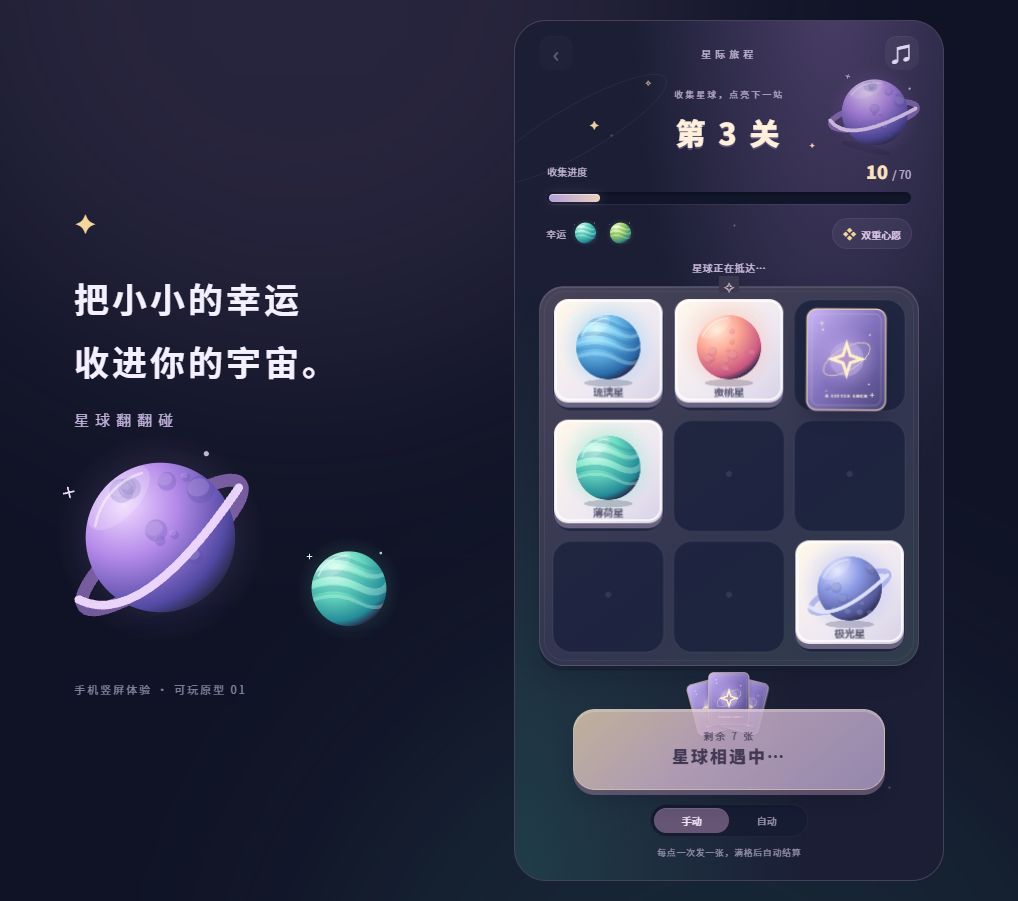 把小小的幸运
收进你的宇宙。
星球翻翻碰
手机竖屏体验 · 可玩原型 01
星际旅程
收集星球，点亮下一站
第 3 关
收集进度
10 / 70
幸运
双重心愿
星球正在抵达···
琉璃星
蜜桃星
薄荷星
极光星
剩余 7 张
星球相遇中···
手动
自动
每点一次发一张，满格后自动结算